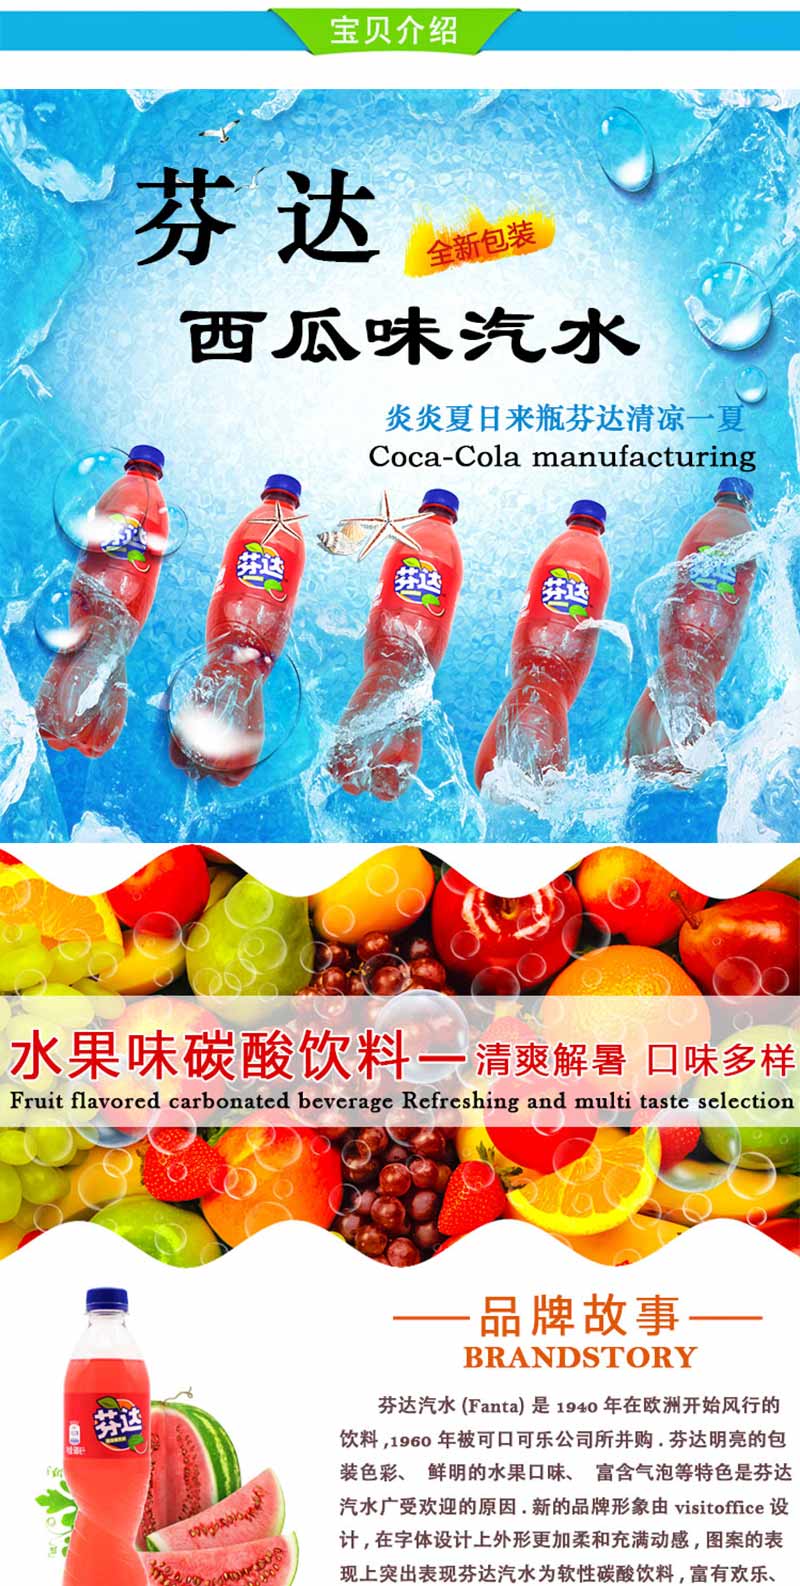 宝贝介绍
芬达
全新包装
西瓜味汽水
炎炎夏日来瓶芬达清凉一夏
Coca-Cola manufacturing
芬达
芬达
芬达
芬达
芬达
水果味碳酸饮料—清爽解暑 口味多样
Fruit flavored carbonated beverage Refreshing and multi taste selection
品牌故事
BRANDSTORY
芬达
芬达汽水 (Fanta) 是 1940 年在欧洲开始风行的
饮料 ,1960 年被可口可乐公司所并购 . 芬达明亮的包
装色彩、 鲜明的水果口味、 富含气泡等特色是芬达
汽水广受欢迎的原因 . 新的品牌形象由 visitoffice 设
计 , 在字体设计上外形更加柔和充满动感 , 图案的表
现上突出表现芬达汽水为软性碳酸饮料 , 富有欢乐、